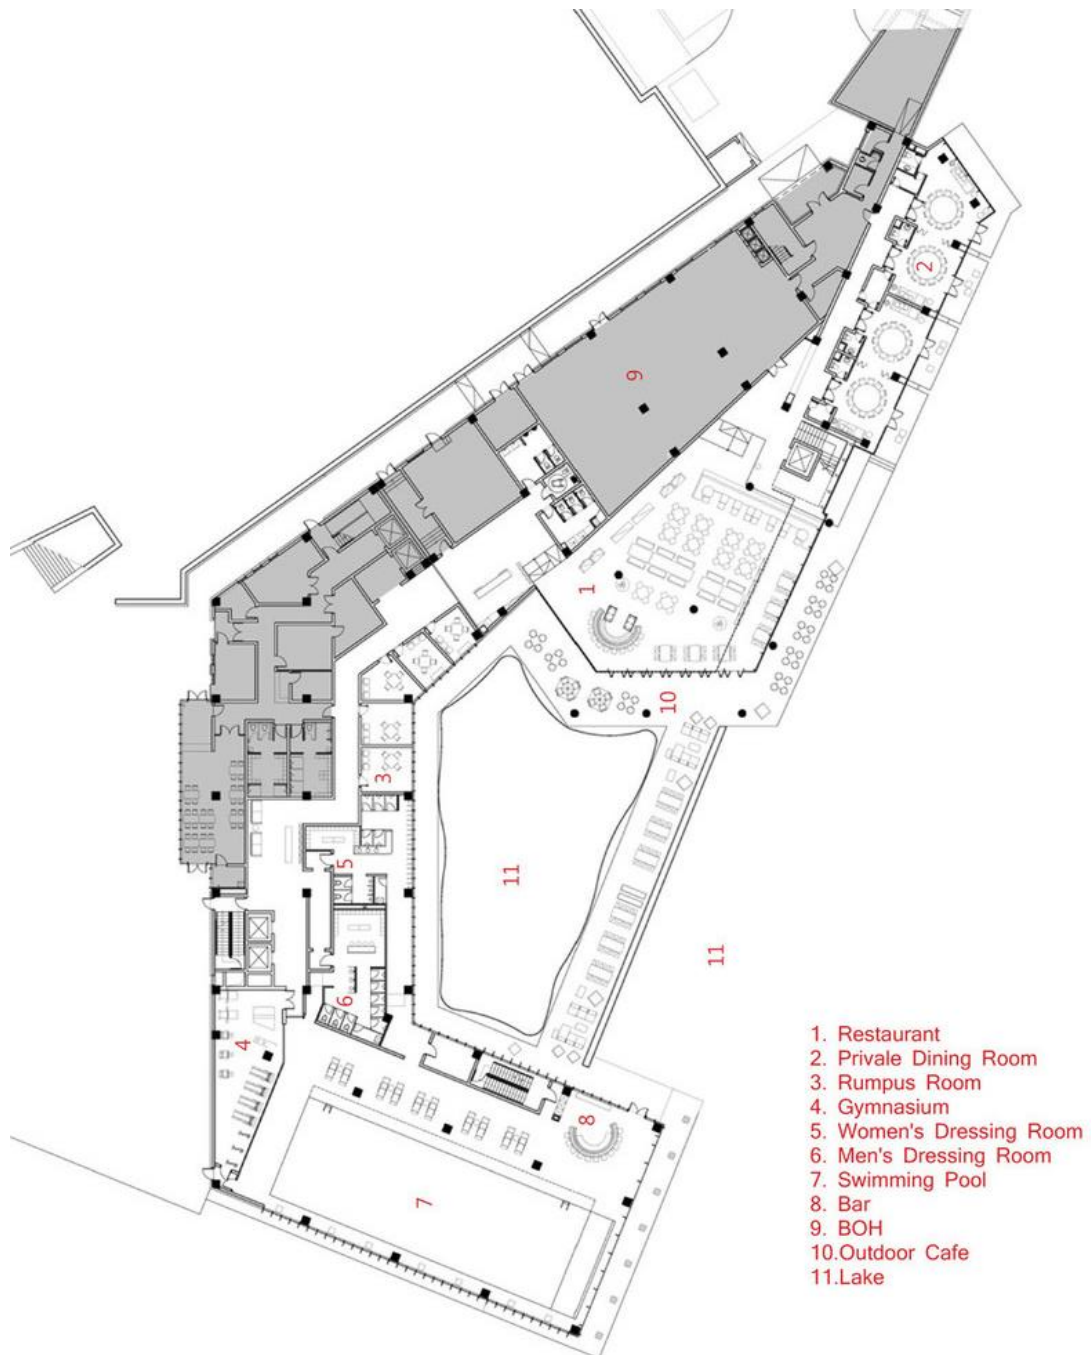 2
9
1
10
3
5
11
11
6
4
8
7
1. Restaurant
2. Privale Dining Room
3. Rumpus Room
4. Gymnasium
5. Women's Dressing Room
6. Men's Dressing Room
7. Swimming Pool
8. Bar
9. BOH
10.Outdoor Cafe
11.Lake